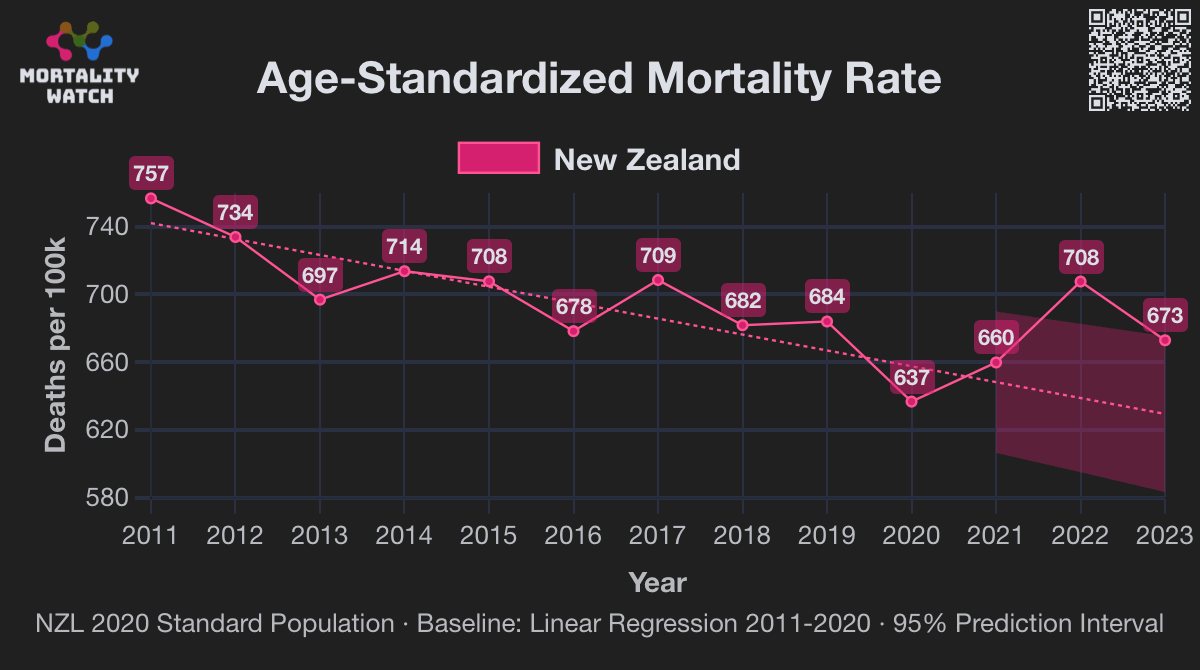 MORTALITY
WATCH
Age-Standardized Mortality Rate
New Zealand
Deaths per 100k
740
700
660
620
580
757
734
697
714
708
678
709
682
684
637
660
708
673
2011 2012 2013 2014 2015 2016 2017 2018 2019 2020 2021 2022 2023
Year
NZL 2020 Standard Population · Baseline: Linear Regression 2011-2020 · 95% Prediction Interval